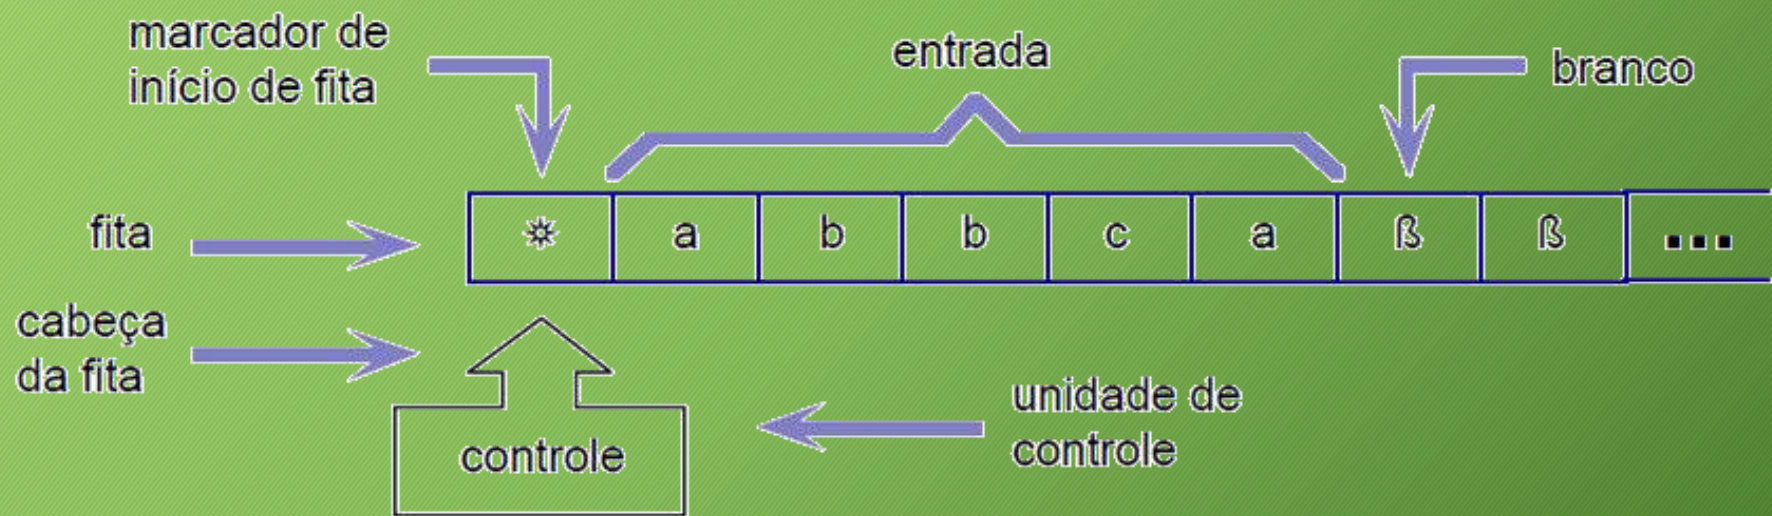 marcador de
início de fita
entrada
branco
fita
☼ a b b c a ß ß ...
cabeça
da fita
controle
unidade de
controle